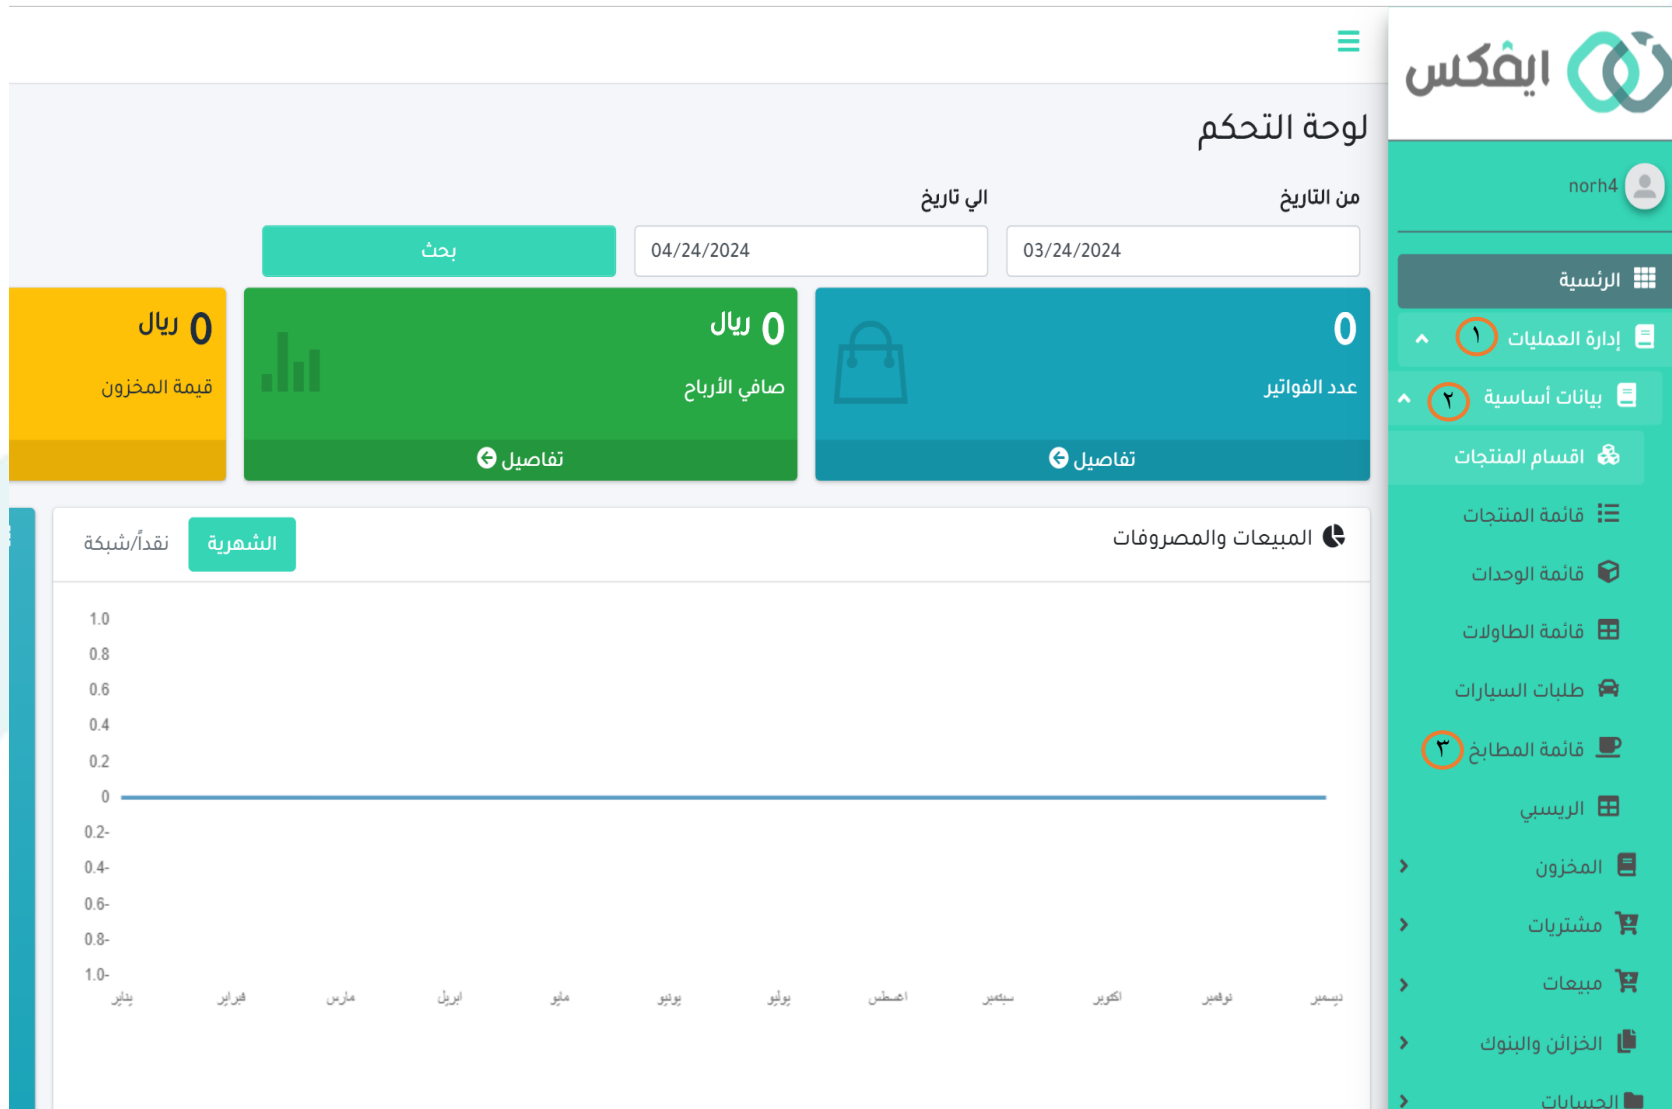 ايفكس
norh4
الرئسية
إدارة العمليات ١
بيانات أساسية ٢
اقسام المنتجات
قائمة المنتجات
قائمة الوحدات
قائمة الطاولات
طلبات السيارات
قائمة المطابخ ٣
الريسبي
المخزون
مشتريات
مبيعات
الخزائن والبنوك
الحسابات
لوحة التحكم
من التاريخ
الي تاريخ
03/24/2024
04/24/2024
بحث
0
عدد الفواتير
تفاصيل
0 ريال
صافي الأرباح
تفاصيل
0 ريال
قيمة المخزون
المبيعات والمصروفات
الشهرية
نقداً/شبكة
1.0
0.8
0.6
0.4
0.2
0
0.2-
0.4-
0.6-
0.8-
1.0-
ديسمبر نوفمبر اكتوبر سبتمبر اغسطس يوليو يونيو مايو ابريل مارس فبراير يناير